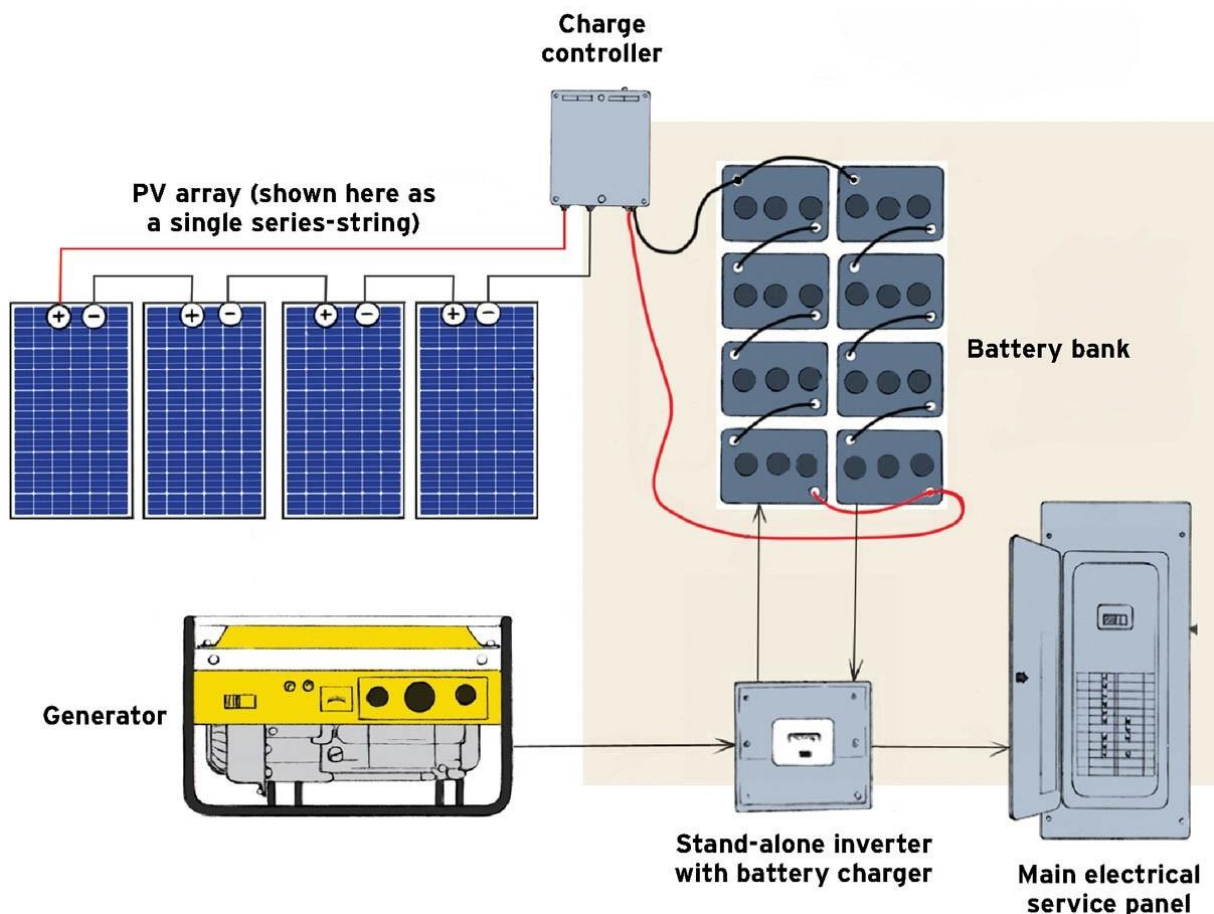 Charge
controller
PV array (shown here as
a single series-string)
+ − + − + − + −
Battery bank
Generator
Stand-alone inverter
with battery charger
Main electrical
service panel